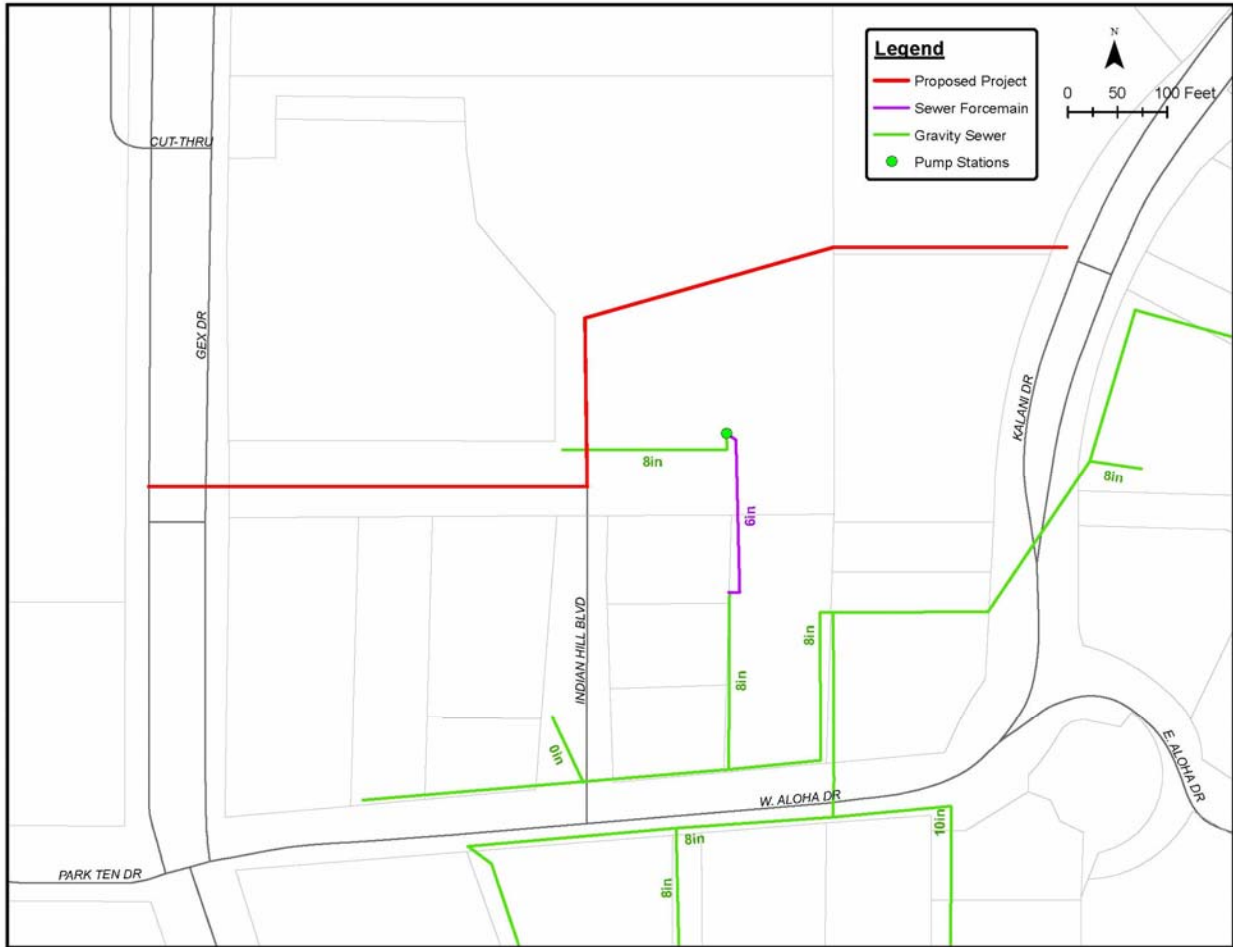 Legend
N
Proposed Project
0 50 100 Feet
Sewer Forcemain
Gravity Sewer
CUT-THRU
Pump Stations
GEX DR
KALANI DR
8in
8in
6in
INDIAN HILL BLVD
8in
8in
0in
E. ALOHA DR
W. ALOHA DR
10in
8in
PARK TEN DR
8in